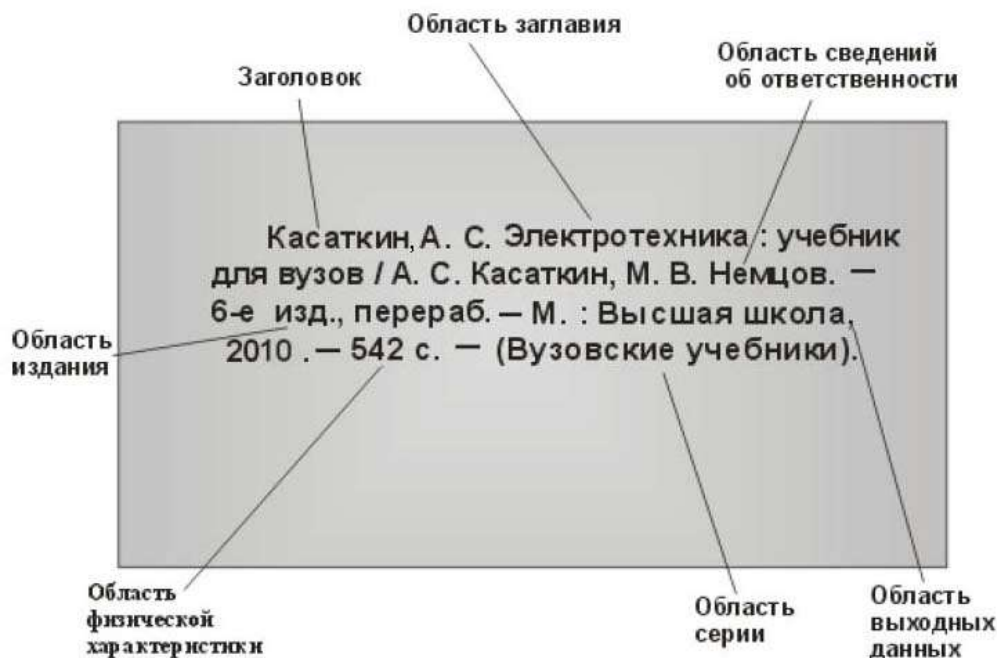 Область заглавия
Область сведений
об ответственности
Заголовок
Касаткин, А. С. Электротехника : учебник
для вузов / А. С. Касаткин, М. В. Немцов. —
6-е изд., перераб. — М. : Высшая школа,
2010 . — 542 с. — (Вузовские учебники).
Область
издания
Область
физической
характеристики
Область
серии
Область
выходных
данных